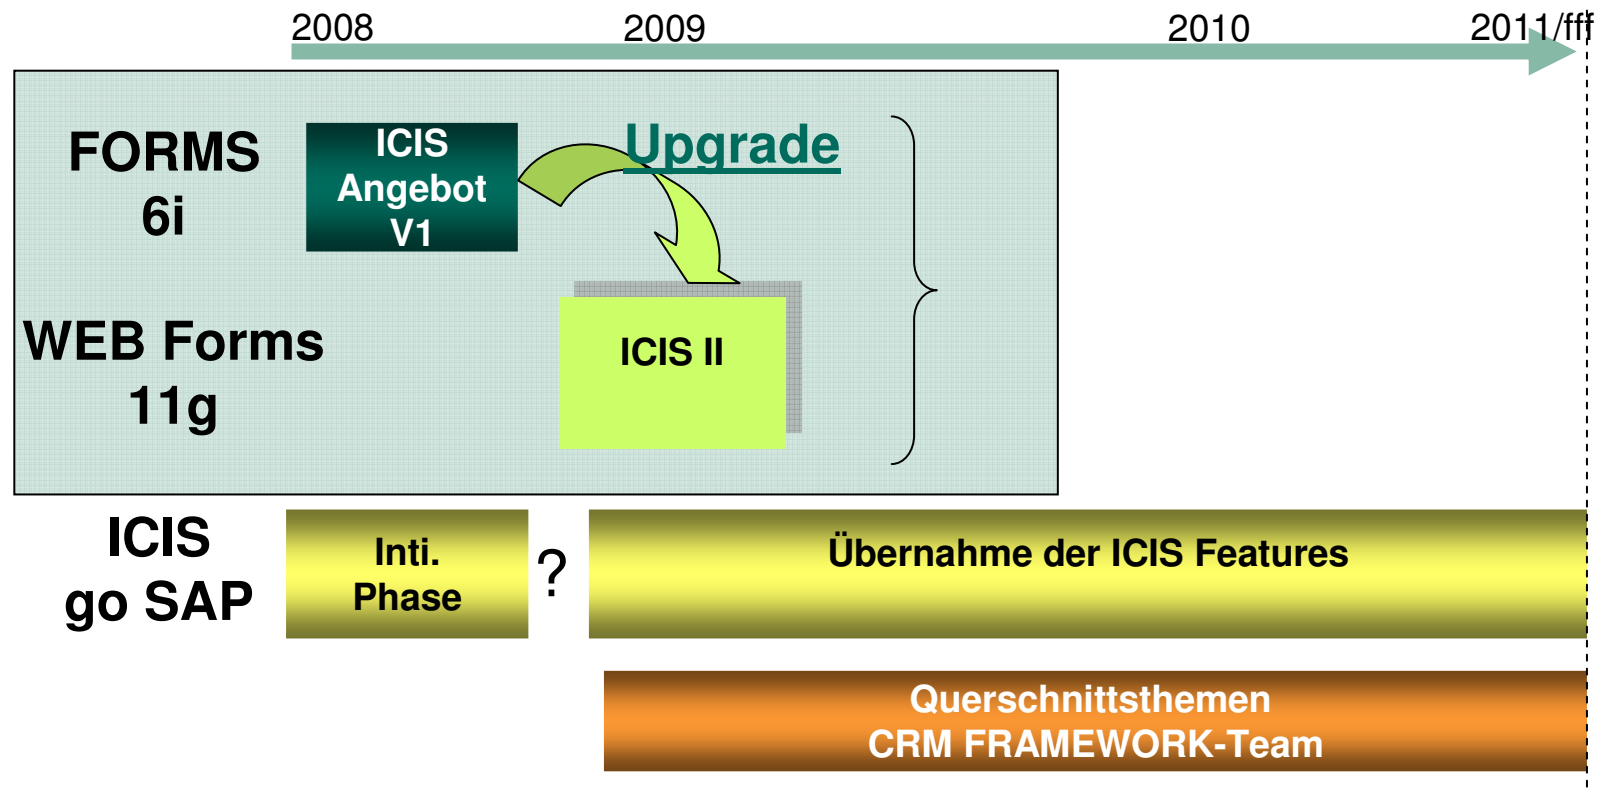 2008 2009 2010 2011/fff
FORMS
6i
ICIS
Angebot
V1
Upgrade
WEB Forms
11g
ICIS II
ICIS
go SAP
Inti.
Phase
?
Übernahme der ICIS Features
Querschnittsthemen
CRM FRAMEWORK-Team